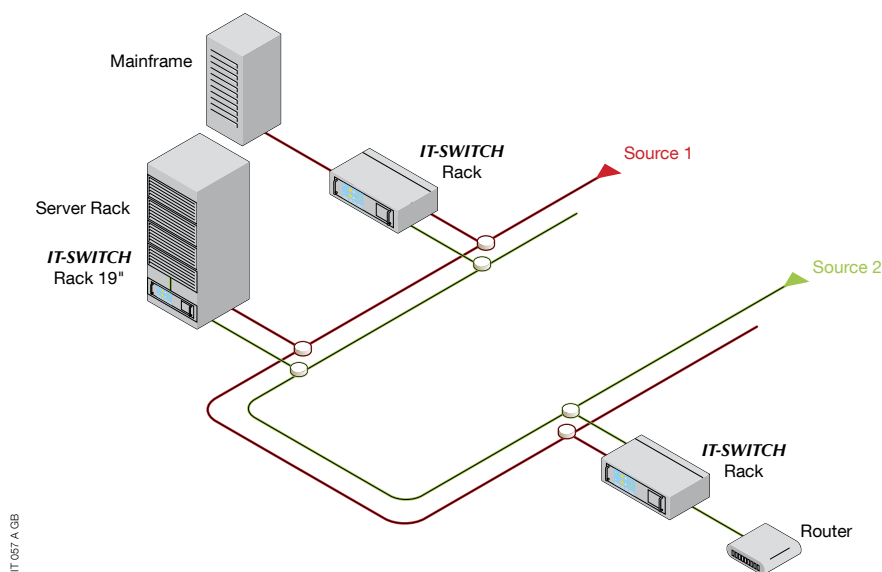 Mainframe
IT-SWITCH
Rack
Source 1
Server Rack
IT-SWITCH
Rack 19"
Source 2
IT-SWITCH
Rack
Router
IT 057 A GB